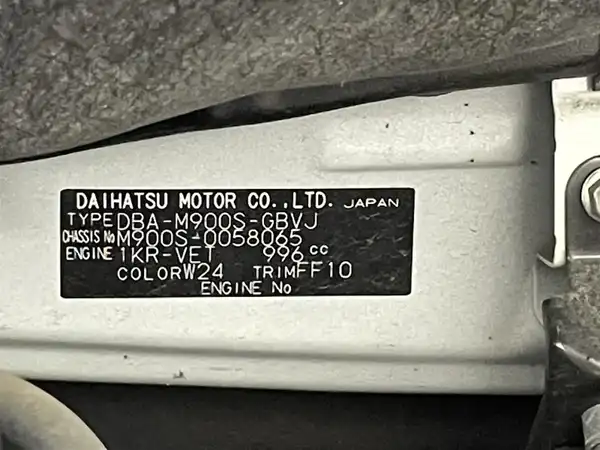 DAIHATSU MOTOR CO.,LTD. JAPAN
TYPE DBA-M900S-GBVJ
CHASSIS No M900S-0058065
ENGINE 1KR-VET 996 cc
COLOR W24 TRIM FF10
ENGINE No